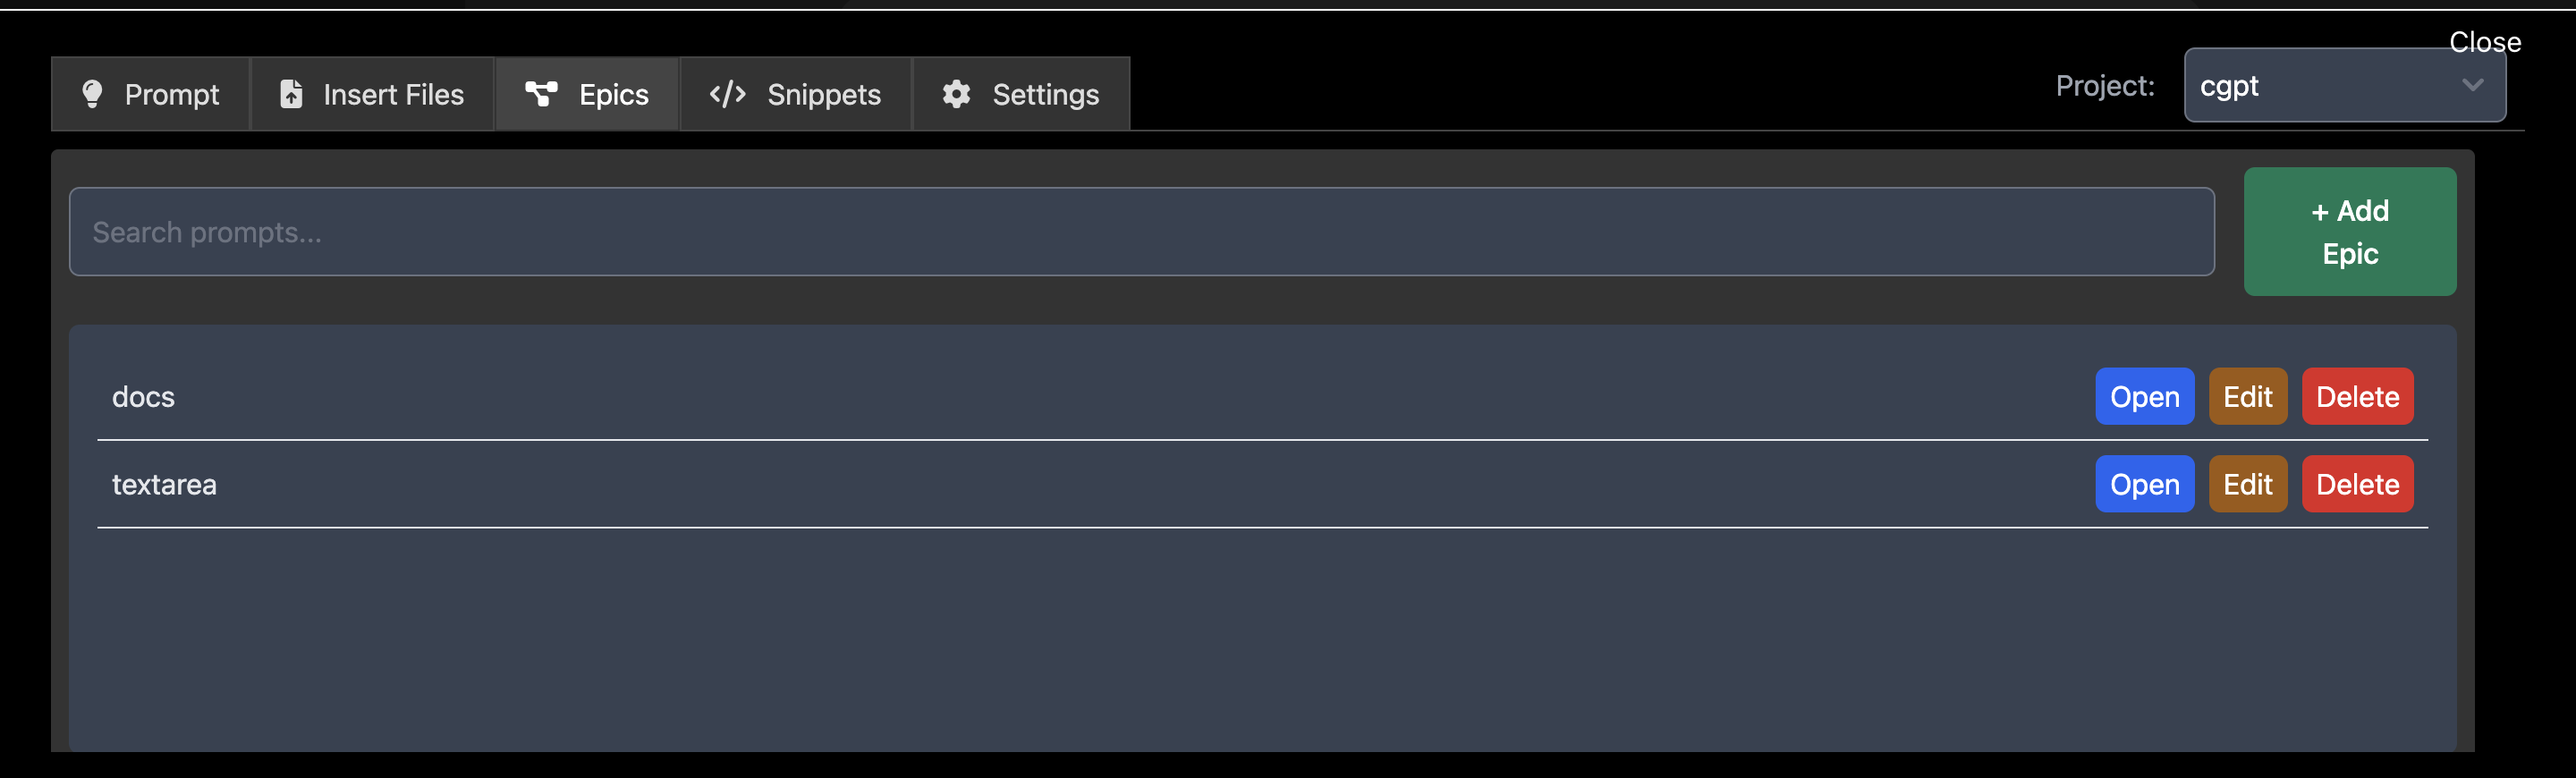 Close
Prompt Insert Files Epics </> Snippets Settings Project: cgpt
Search prompts...
+ Add
Epic
docs Open Edit Delete
textarea Open Edit Delete